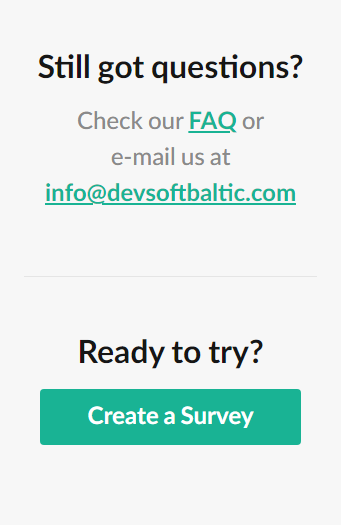 Still got questions?
Check our FAQ or
e-mail us at
info@devsoftbaltic.com
Ready to try?
Create a Survey